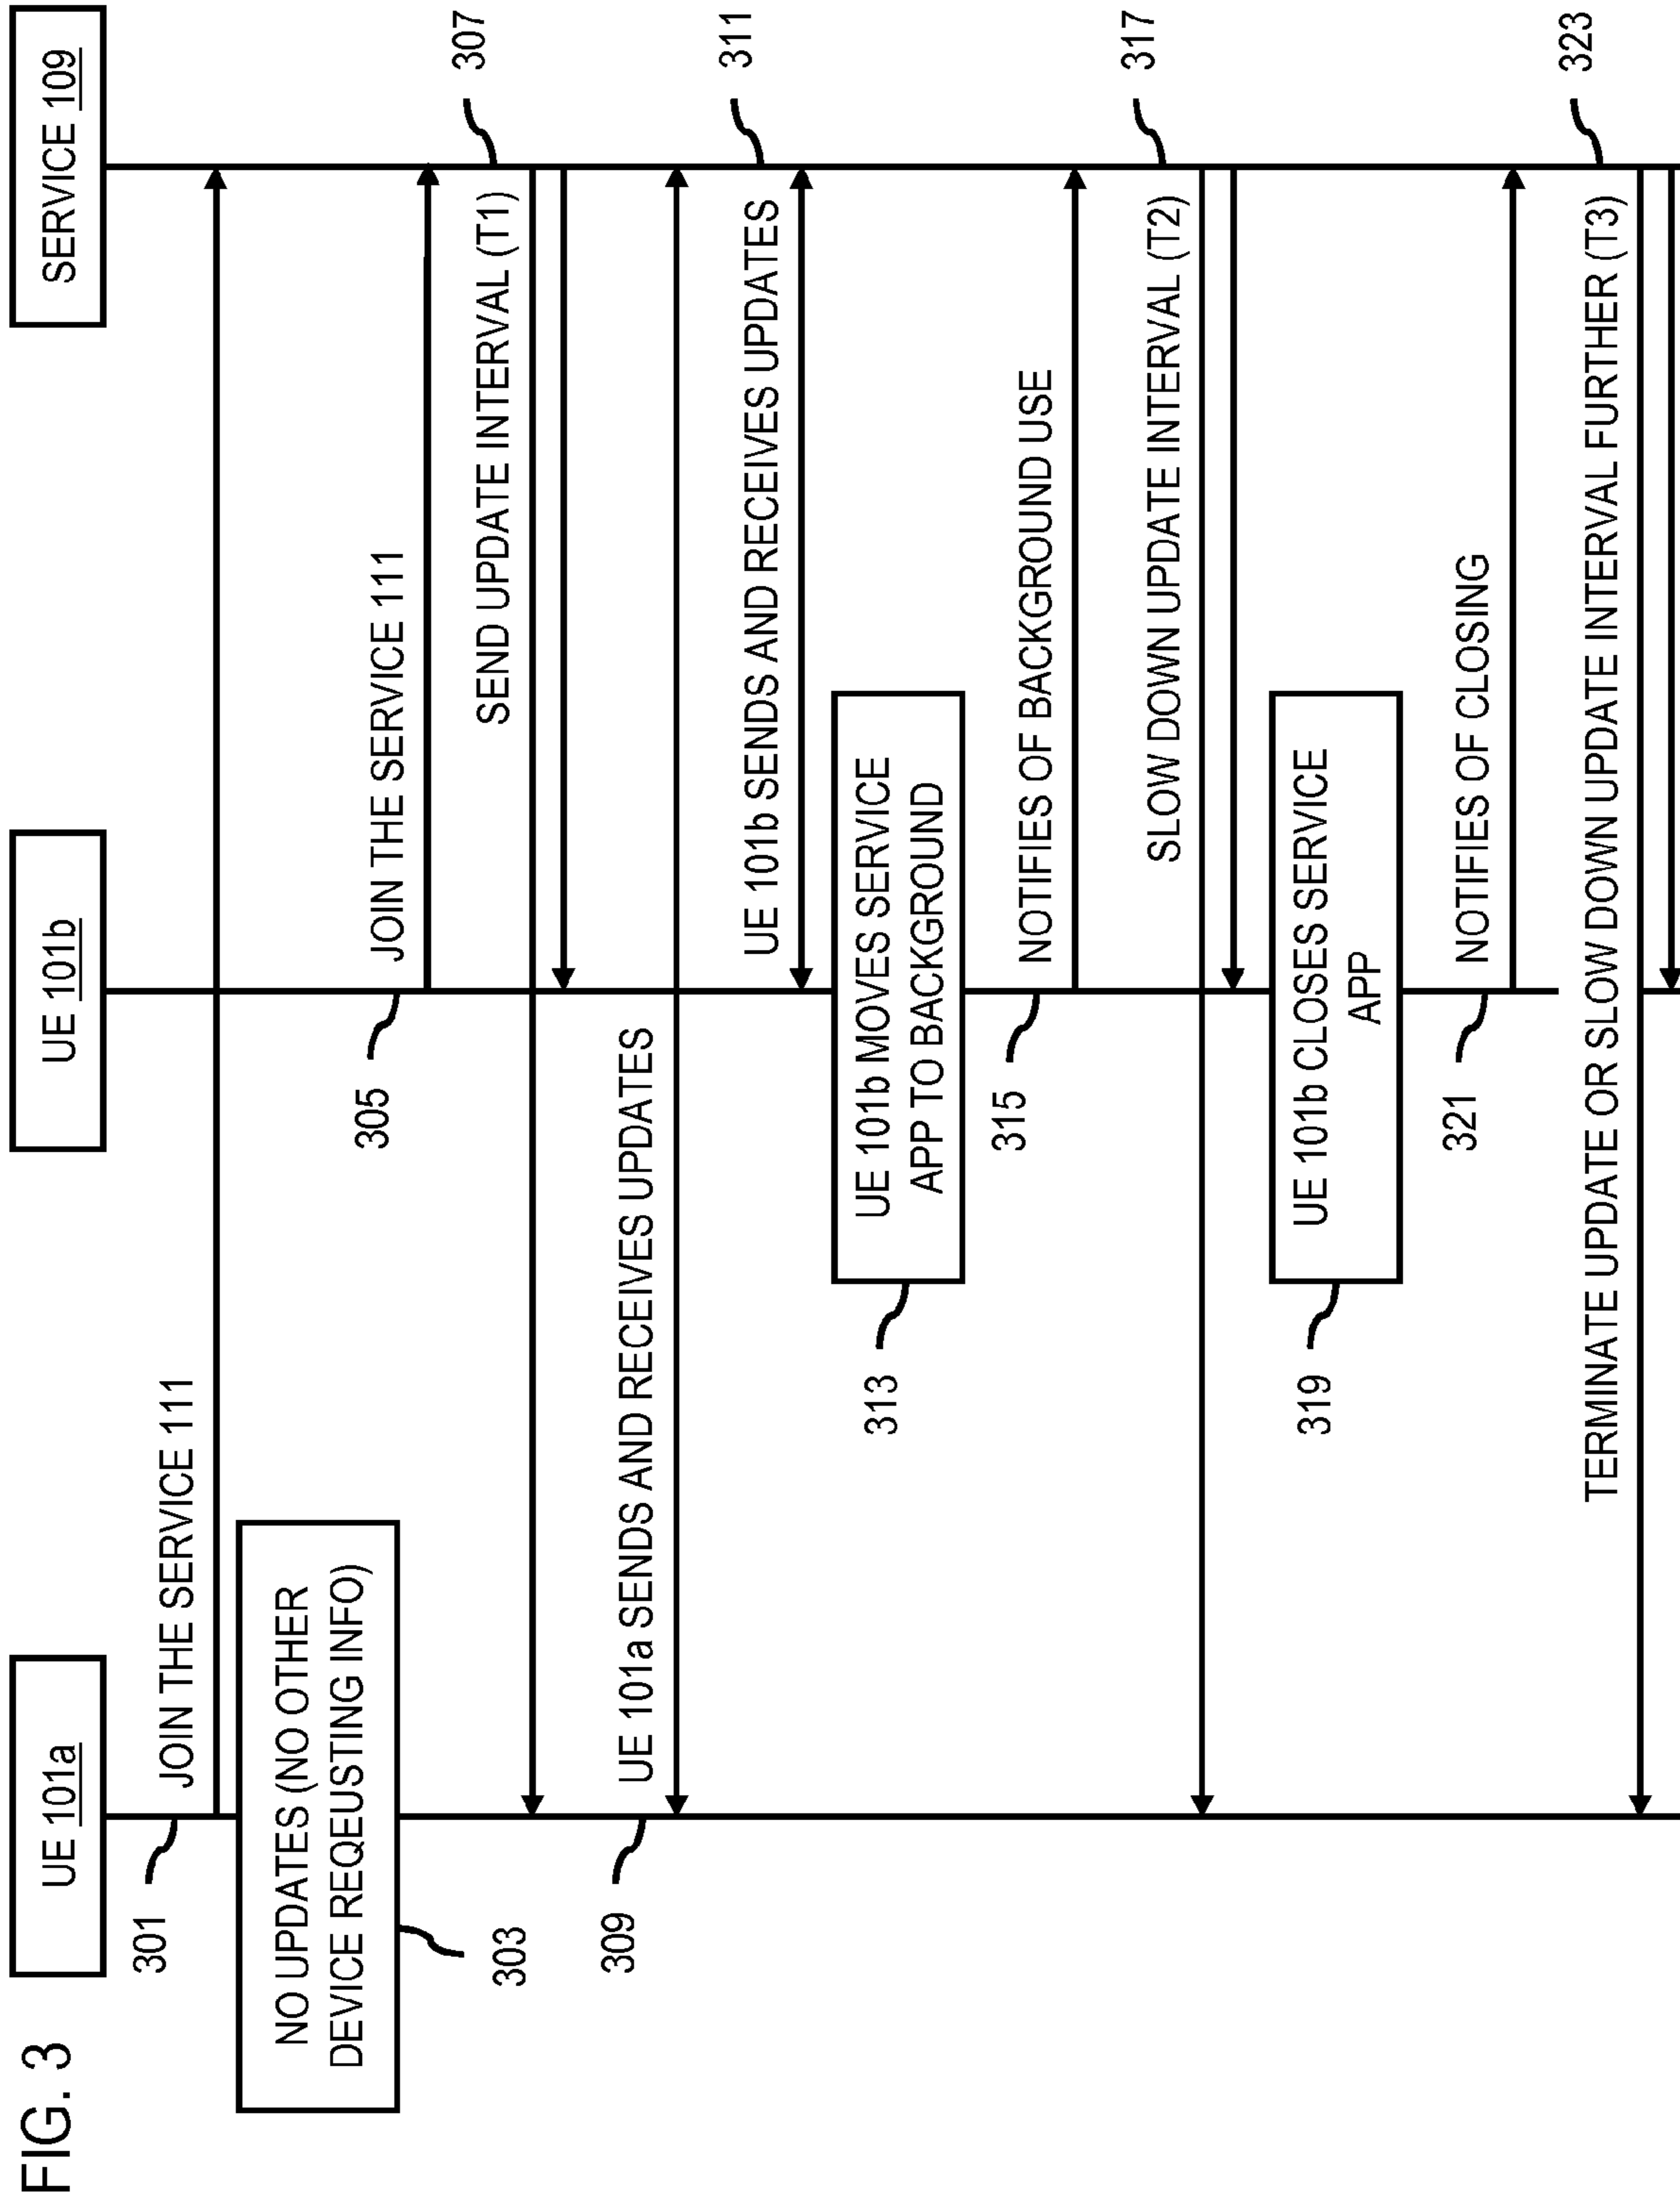 FIG. 3
UE 101a
UE 101b
SERVICE 109
301
JOIN THE SERVICE 111
NO UPDATES (NO OTHER
DEVICE REQEUSTING INFO)
303
305
JOIN THE SERVICE 111
307
SEND UPDATE INTERVAL (T1)
309
UE 101a SENDS AND RECEIVES UPDATES
311
UE 101b SENDS AND RECEIVES UPDATES
313
UE 101b MOVES SERVICE
APP TO BACKGROUND
315
NOTIFIES OF BACKGROUND USE
317
SLOW DOWN UPDATE INTERVAL (T2)
319
UE 101b CLOSES SERVICE
APP
321
NOTIFIES OF CLOSING
323
TERMINATE UPDATE OR SLOW DOWN UPDATE INTERVAL FURTHER (T3)